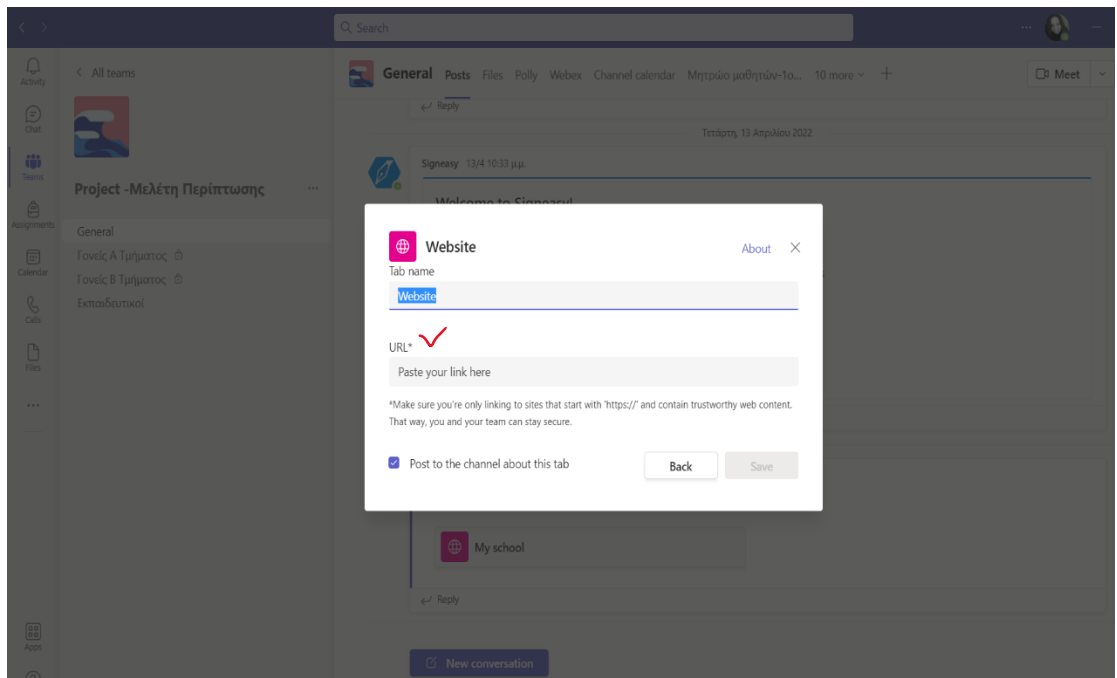 Search
Activity
Chat
Teams
Assignments
Calendar
Calls
Files
Apps
All teams
Project -Μελέτη Περίπτωσης
General
Γονείς Α Τμήματος
Γονείς Β Τμήματος
Εκπαιδευτικοί
General Posts Files Polly Webex Channel calendar Μητρώο μαθητών-1ο... 10 more
Meet
Reply
Τετάρτη, 13 Απριλίου 2022
Signeasy 13/4 10:33 μ.μ.
Welcome to Signeasy!
Website
About
Tab name
Website
URL*
Paste your link here
*Make sure you're only linking to sites that start with 'https://' and contain trustworthy web content.
That way, you and your team can stay secure.
Post to the channel about this tab
Back
Save
My school
Reply
New conversation